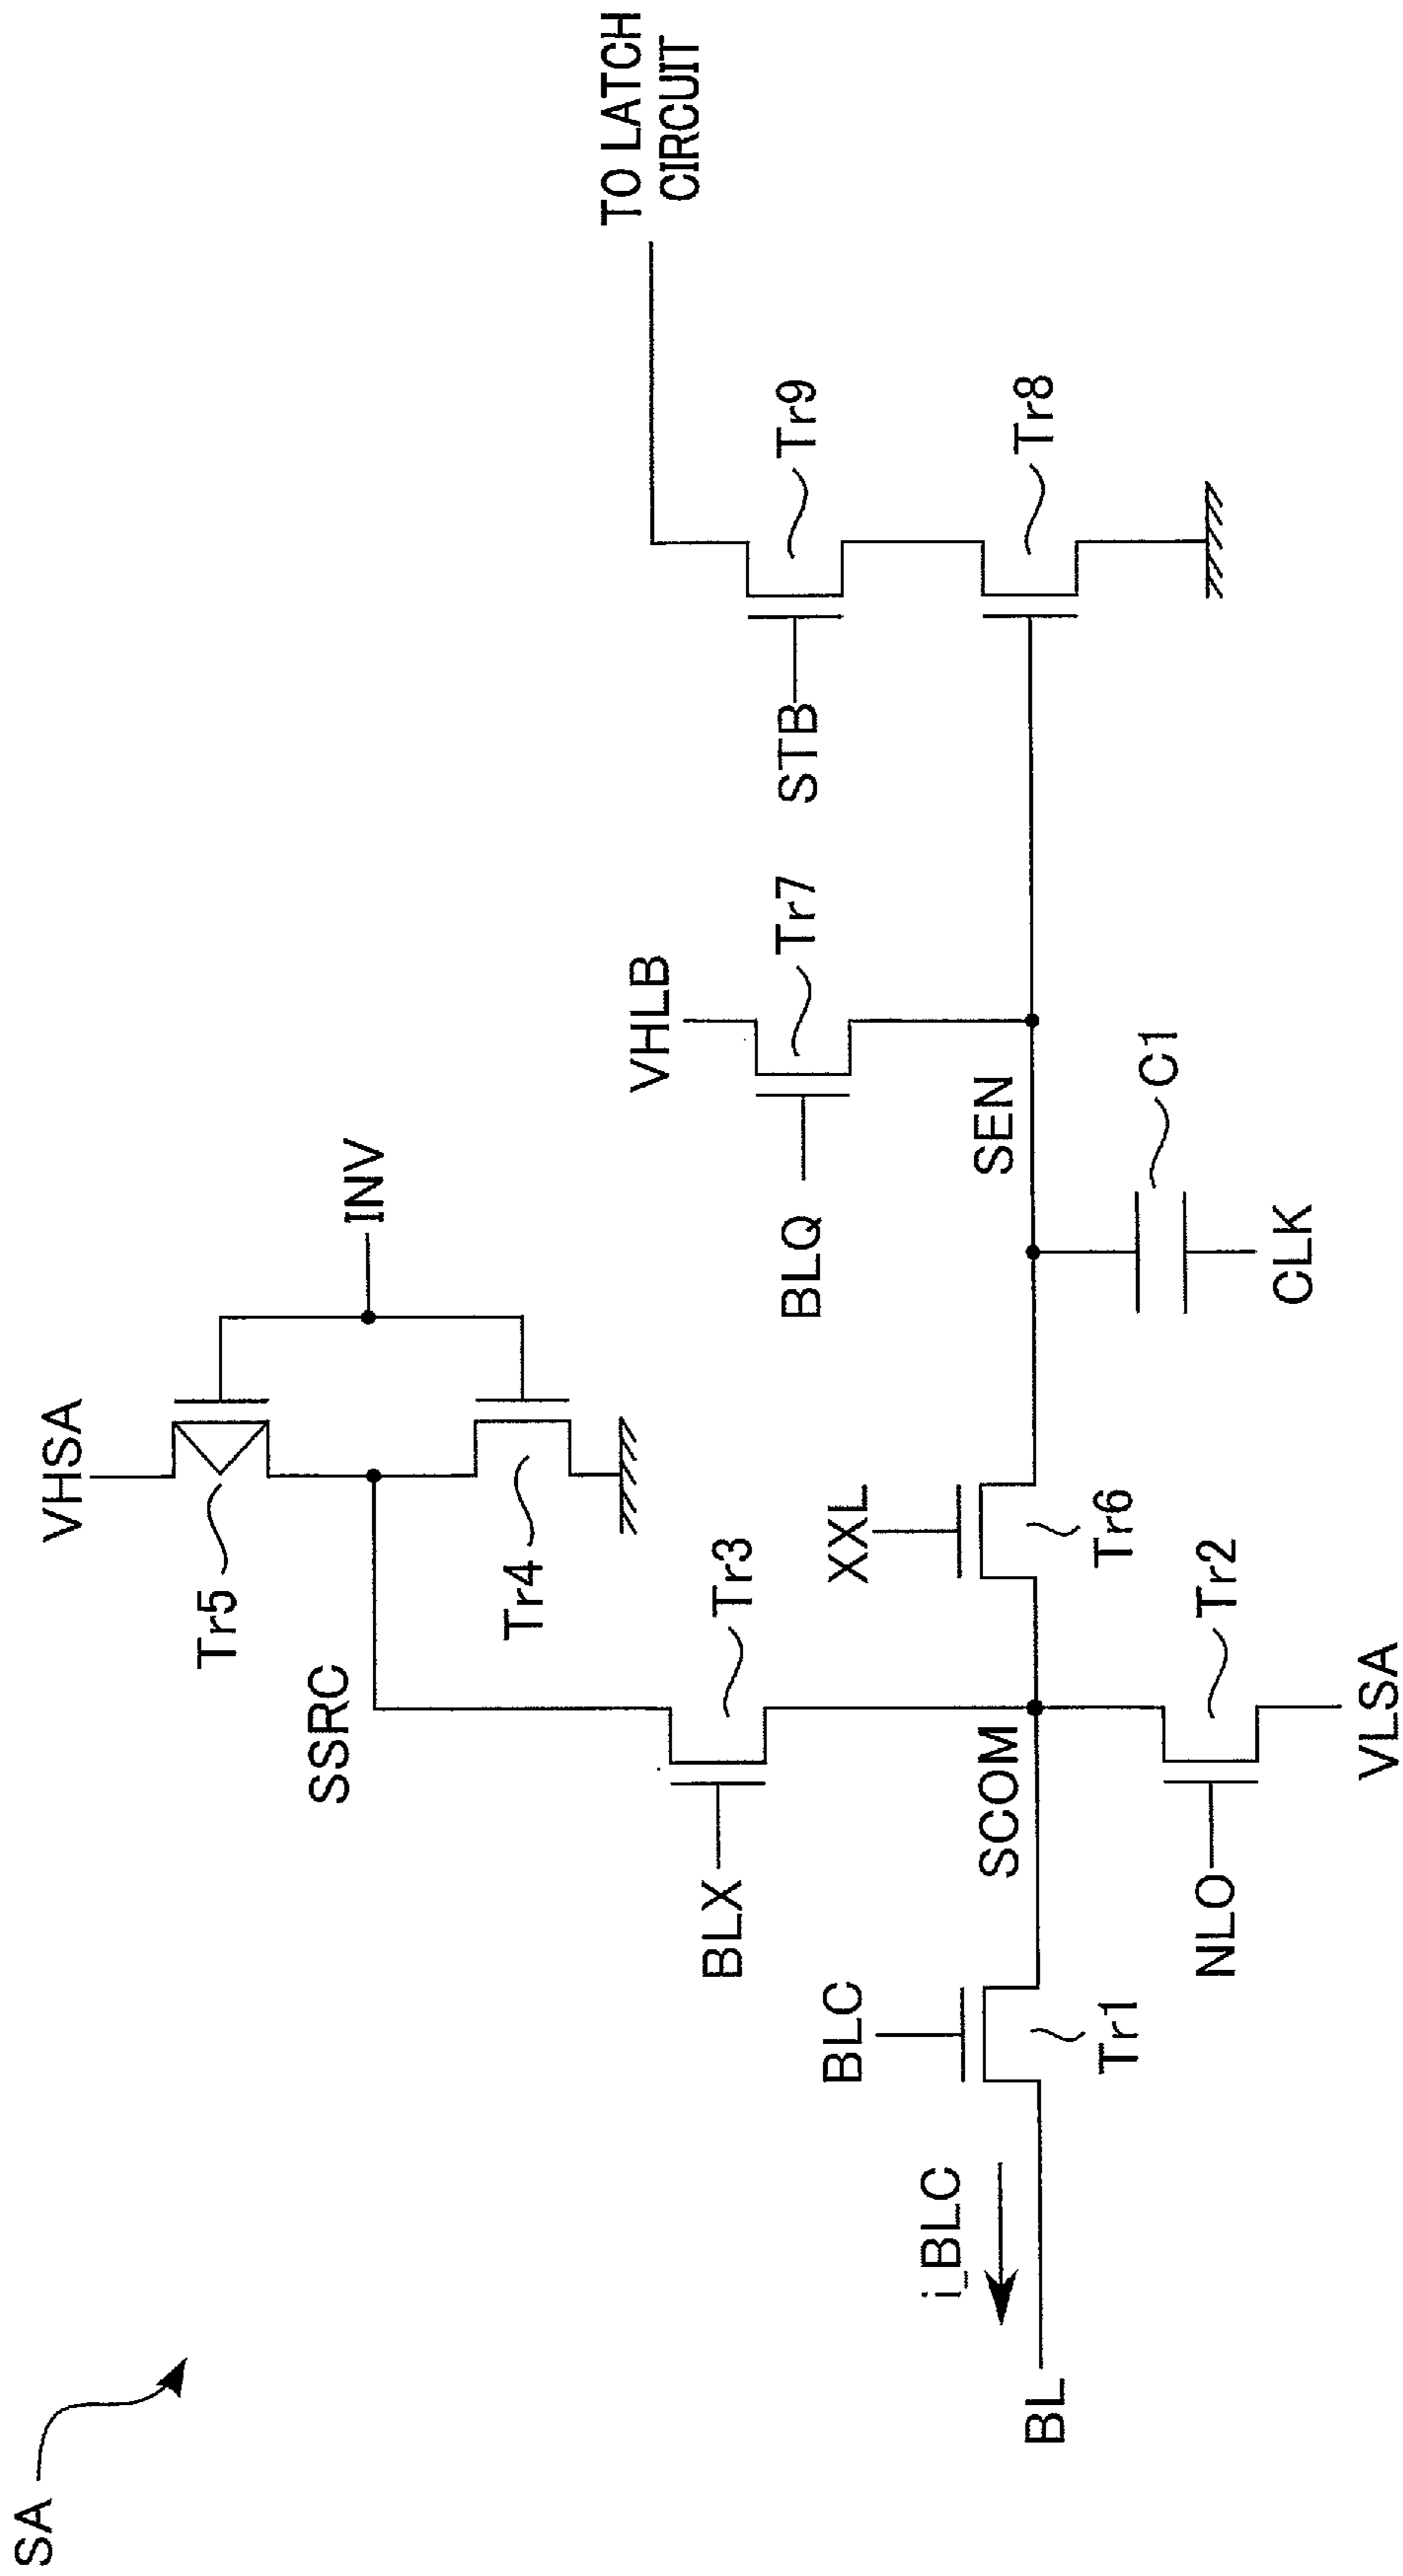 SA
VHSA
Tr5
INV
SSRC
Tr4
TO LATCH
CIRCUIT
VHLB
BLX
Tr3
BLQ
Tr7
STB
Tr9
BLC
XXL
i_BLC
SCOM
SEN
Tr8
BL
Tr1
Tr6
C1
NLO
Tr2
CLK
VLSA